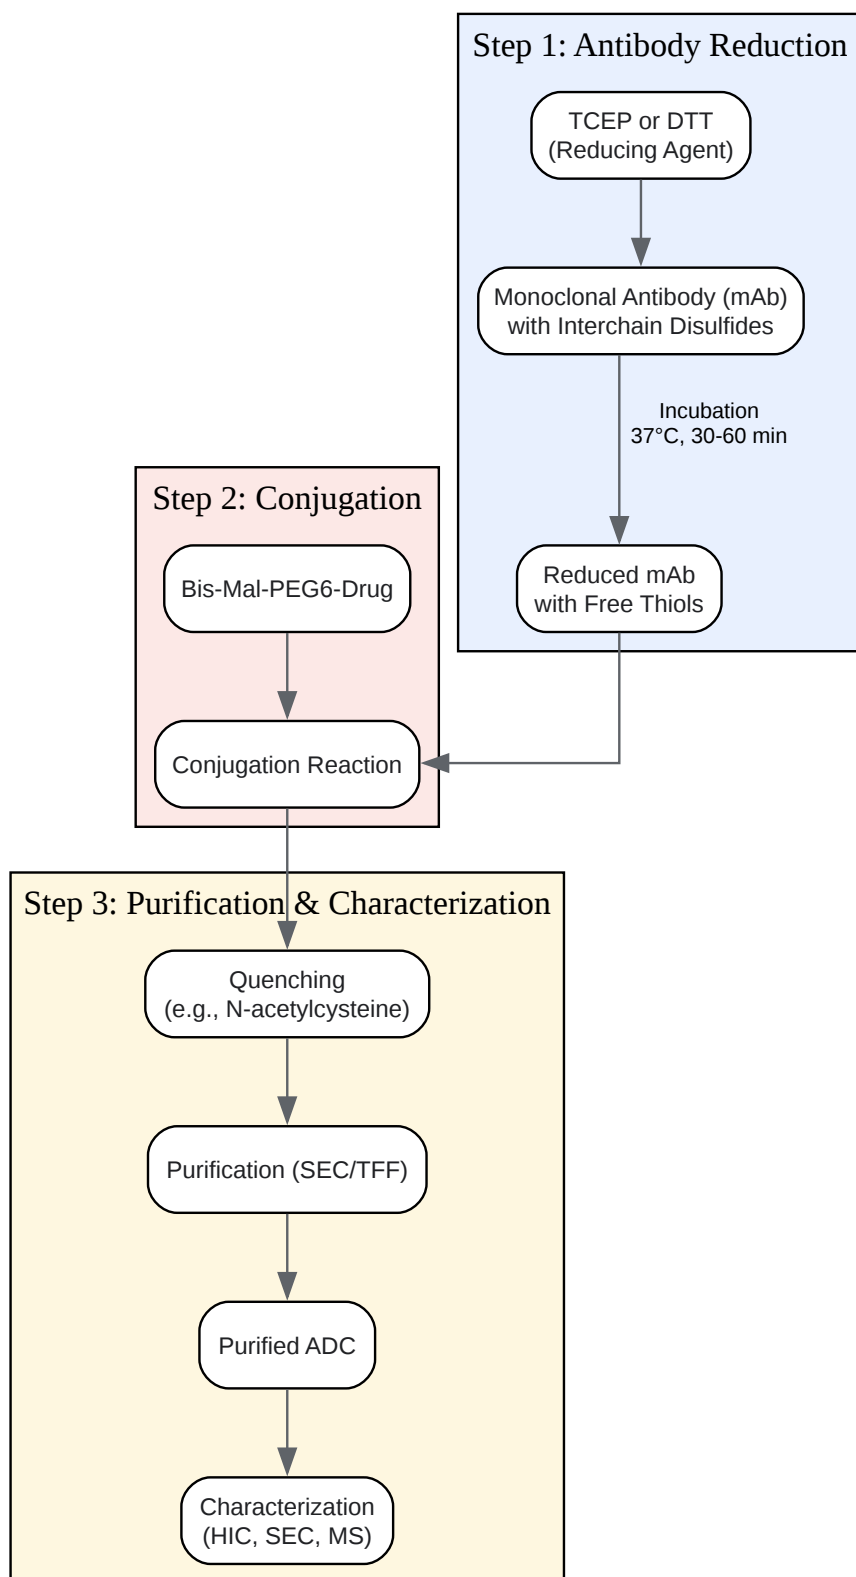 Step 1: Antibody Reduction
TCEP or DTT
(Reducing Agent)
Monoclonal Antibody (mAb)
with Interchain Disulfides
Incubation
37°C, 30-60 min
Reduced mAb
with Free Thiols
Step 2: Conjugation
Bis-Mal-PEG6-Drug
Conjugation Reaction
Step 3: Purification & Characterization
Quenching
(e.g., N-acetylcysteine)
Purification (SEC/TFF)
Purified ADC
Characterization
(HIC, SEC, MS)